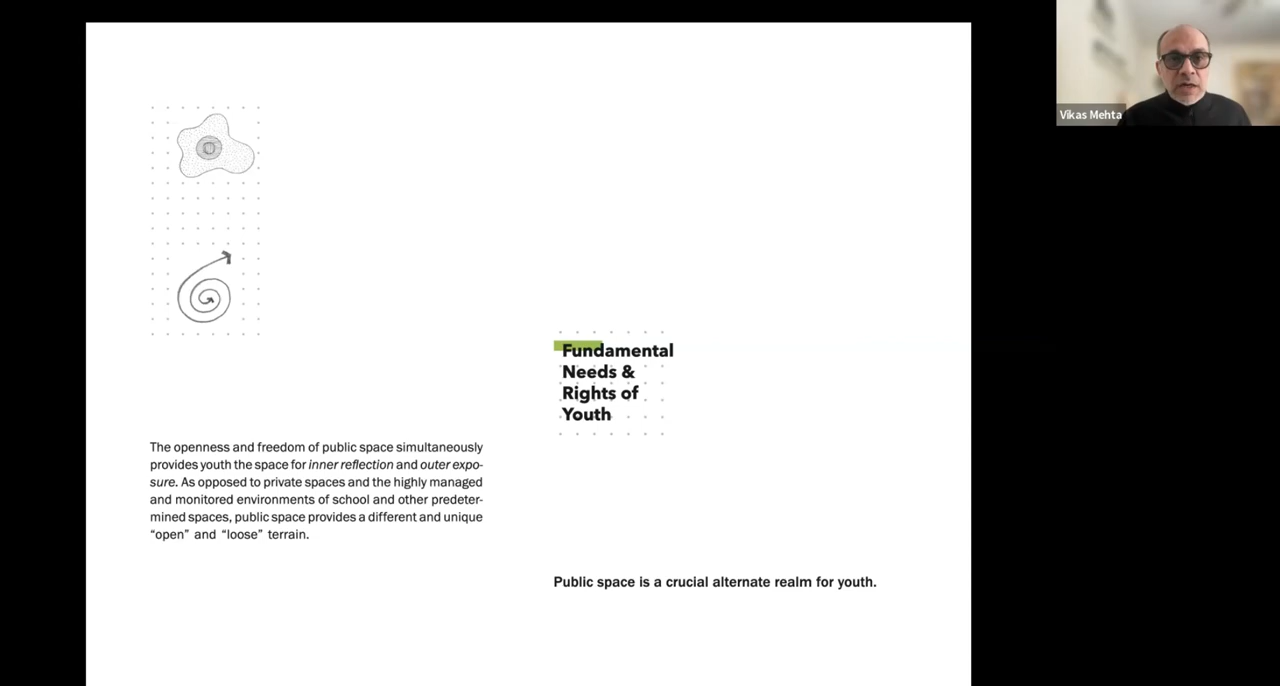 The openness and freedom of public space simultaneously
provides youth the space for inner reflection and outer expo-
sure. As opposed to private spaces and the highly managed
and monitored environments of school and other predeter-
mined spaces, public space provides a different and unique
“open” and “loose” terrain.
Fundamental
Needs &
Rights of
Youth
Public space is a crucial alternate realm for youth.
Vikas Mehta